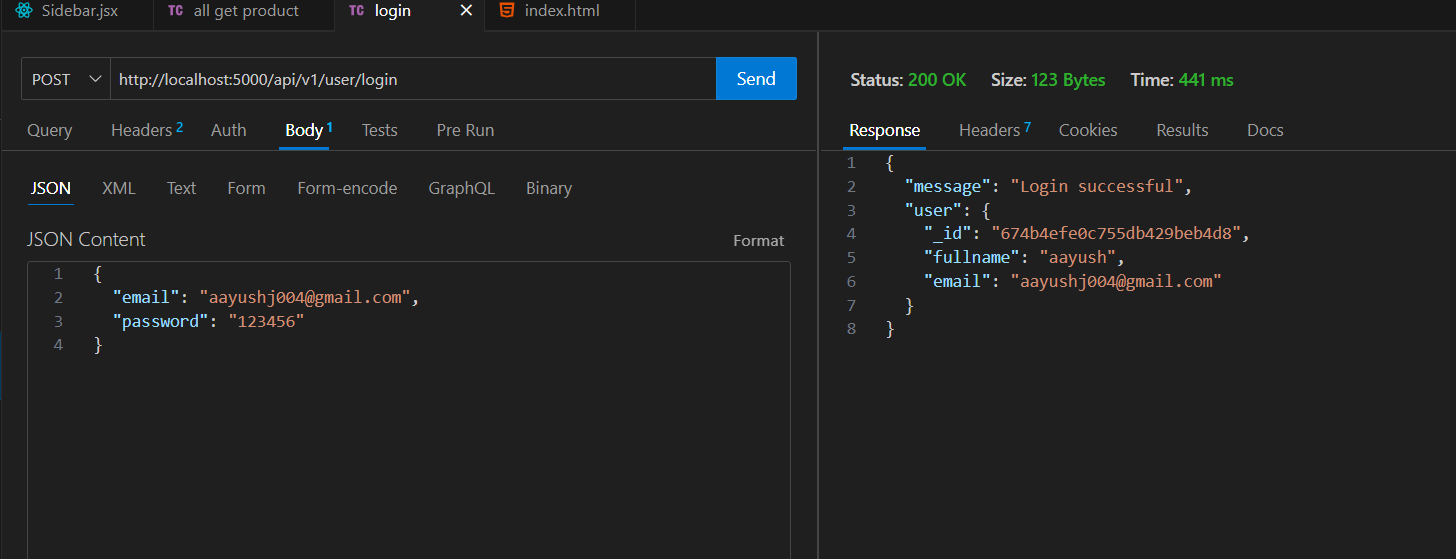 Sidebar.jsx TC all get product TC login × index.html
POST http://localhost:5000/api/v1/user/login Send
Query Headers 2 Auth Body 1 Tests Pre Run
JSON XML Text Form Form-encode GraphQL Binary
JSON Content Format
1 {
2 "email": "aayushj004@gmail.com",
3 "password": "123456"
4 }
Status: 200 OK Size: 123 Bytes Time: 441 ms
Response Headers 7 Cookies Results Docs
1 {
2 "message": "Login successful",
3 "user": {
4 "_id": "674b4efe0c755db429beb4d8",
5 "fullname": "aayush",
6 "email": "aayushj004@gmail.com"
7 }
8 }